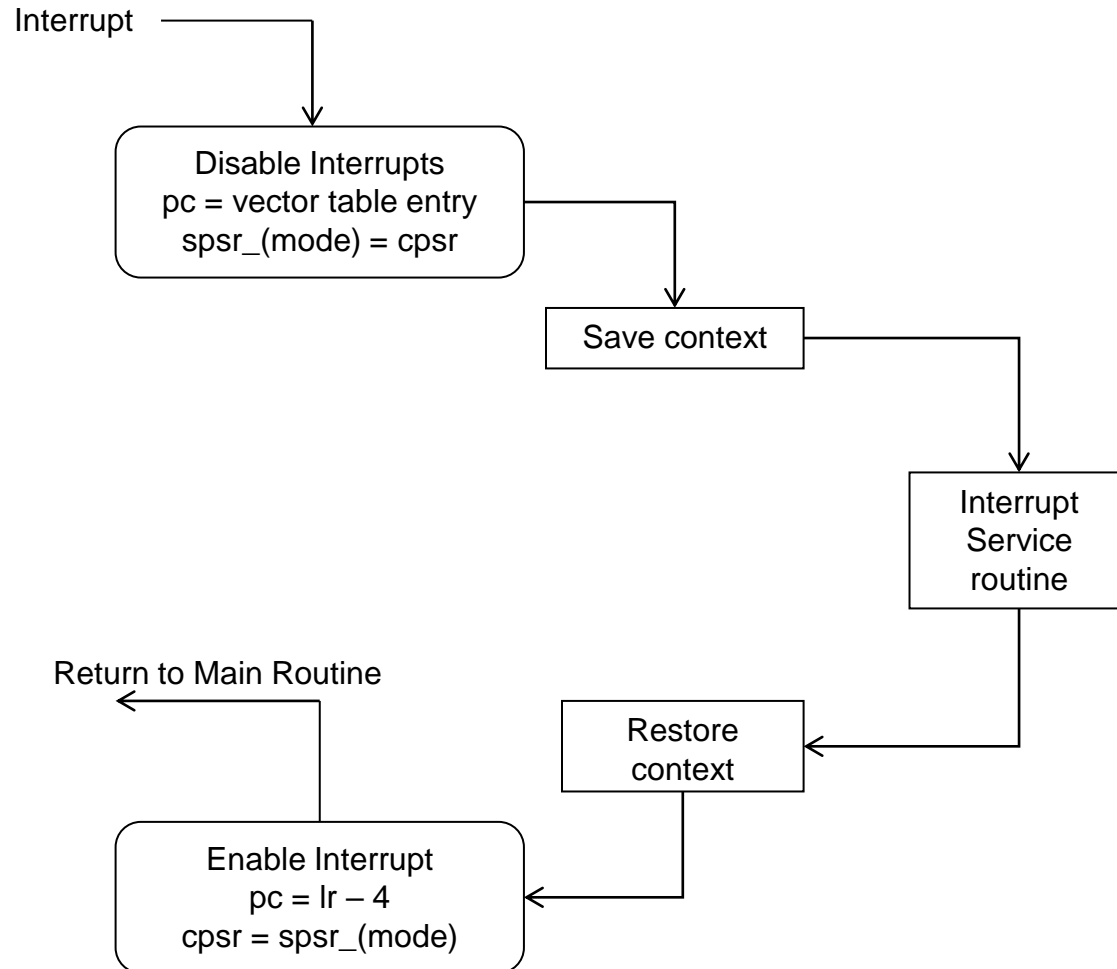 Interrupt
Disable Interrupts
pc = vector table entry
spsr_(mode) = cpsr
Save context
Interrupt
Service
routine
Return to Main Routine
Restore
context
Enable Interrupt
pc = lr – 4
cpsr = spsr_(mode)